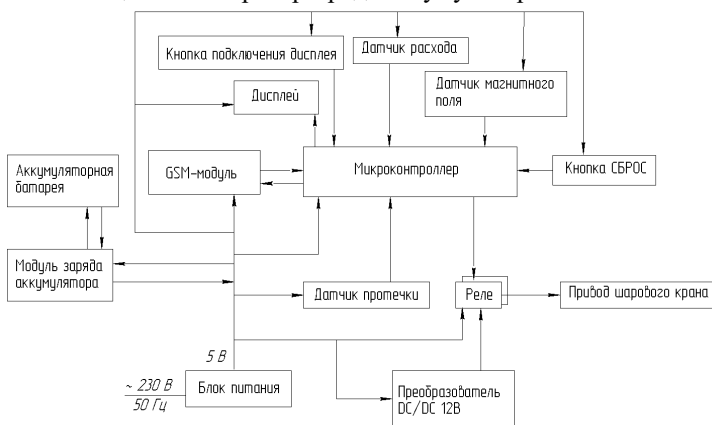 Кнопка подключения дисплея
Датчик расхода
Датчик магнитного
поля
Дисплей
GSM-модуль
Микроконтроллер
Кнопка СБРОС
Аккумуляторная
батарея
Модуль заряда
аккумулятора
Датчик протечки
Реле
Привод шарового крана
5 В
~ 230 В
50 Гц
Блок питания
Преобразователь
DC/DC 12В